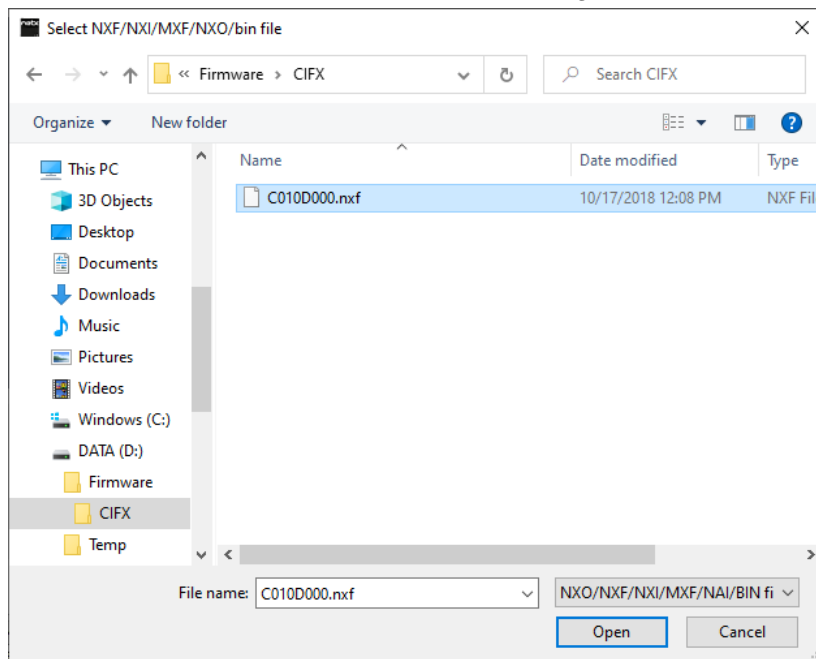 netX Select NXF/NXI/MXF/NXO/bin file
« Firmware > CIFX
Search CIFX
Organize
New folder
?
Name
Date modified
Type
C010D000.nxf
10/17/2018 12:08 PM
NXF Fil
This PC
3D Objects
Desktop
Documents
Downloads
Music
Pictures
Videos
Windows (C:)
DATA (D:)
Firmware
CIFX
Temp
File name:
C010D000.nxf
NXO/NXF/NXI/MXF/NAI/BIN fi
Open
Cancel